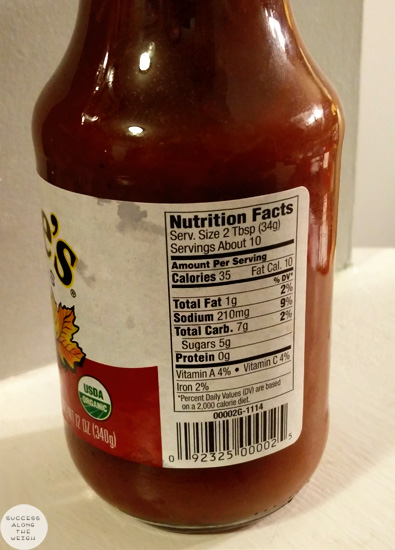 e's
®
USDA
ORGANIC
WT 12 OZ (340g)
Nutrition Facts
Serv. Size 2 Tbsp (34g)
Servings About 10
Amount Per Serving
Calories 35 Fat Cal. 10
% DV*
Total Fat 1g 2%
Sodium 210mg 9%
Total Carb. 7g 2%
Sugars 5g
Protein 0g
Vitamin A 4% • Vitamin C 4%
Iron 2%
*Percent Daily Values (DV) are based
on a 2,000 calorie diet.
00002G-1114
0 92325 00002 5
SUCCESS
ALONG
THE
WEIGH